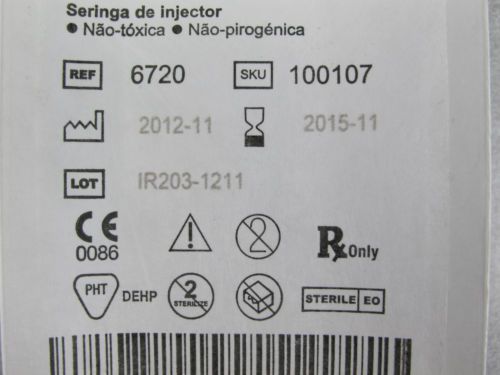 Seringa de injector
● Não-tóxica ● Não-pirogénica
REF 6720 SKU 100107
2012-11 2015-11
LOT IR203-1211
CE 2 Rx Only
0086
PHT DEHP 2 STERILIZE STERILE EO